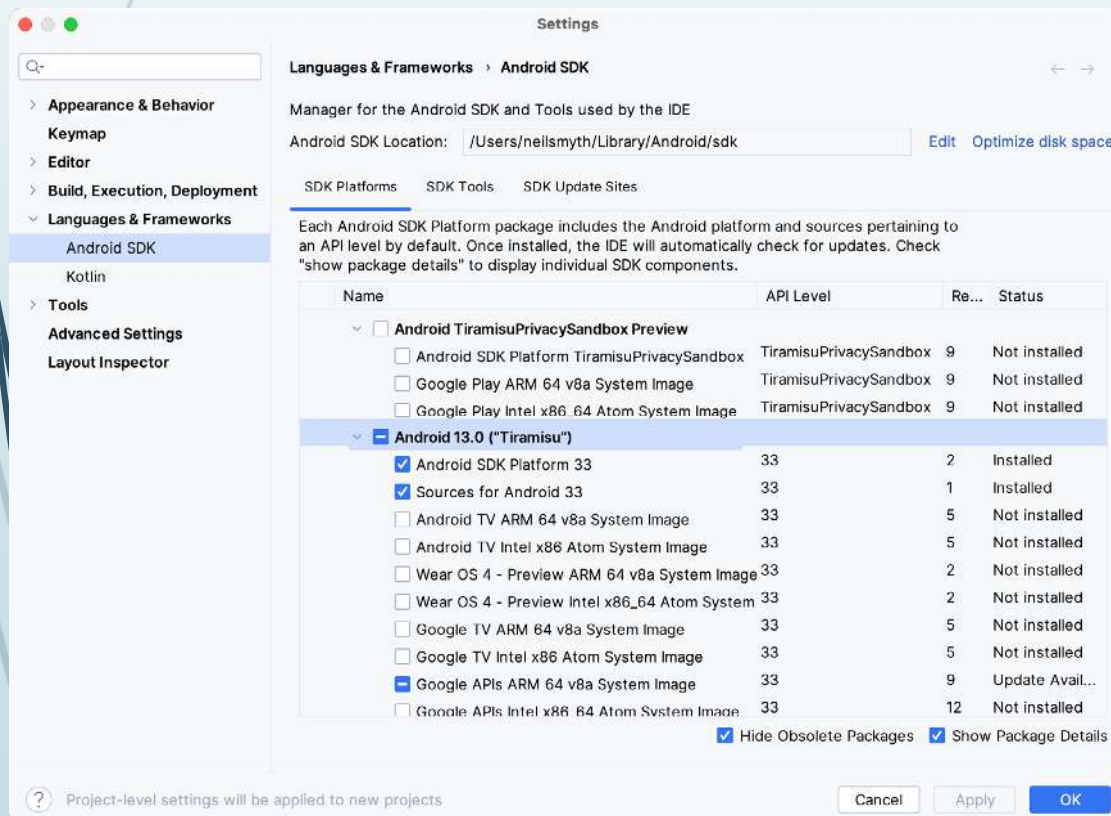 Settings
Languages & Frameworks › Android SDK
Appearance & Behavior
Keymap
Editor
Build, Execution, Deployment
Languages & Frameworks
Android SDK
Kotlin
Tools
Advanced Settings
Layout Inspector
Manager for the Android SDK and Tools used by the IDE
Android SDK Location: /Users/neilsmyth/Library/Android/sdk Edit Optimize disk space
SDK Platforms SDK Tools SDK Update Sites
Each Android SDK Platform package includes the Android platform and sources pertaining to
an API level by default. Once installed, the IDE will automatically check for updates. Check
"show package details" to display individual SDK components.
Name API Level Re... Status
Android TiramisuPrivacySandbox Preview
Android SDK Platform TiramisuPrivacySandbox TiramisuPrivacySandbox 9 Not installed
Google Play ARM 64 v8a System Image TiramisuPrivacySandbox 9 Not installed
Google Play Intel x86_64 Atom System Image TiramisuPrivacySandbox 9 Not installed
Android 13.0 ("Tiramisu")
Android SDK Platform 33 33 2 Installed
Sources for Android 33 33 1 Installed
Android TV ARM 64 v8a System Image 33 5 Not installed
Android TV Intel x86 Atom System Image 33 5 Not installed
Wear OS 4 - Preview ARM 64 v8a System Image 33 2 Not installed
Wear OS 4 - Preview Intel x86_64 Atom System 33 2 Not installed
Google TV ARM 64 v8a System Image 33 5 Not installed
Google TV Intel x86 Atom System Image 33 5 Not installed
Google APIs ARM 64 v8a System Image 33 9 Update Avail...
Google APIs Intel x86_64 Atom System Image 33 12 Not installed
Hide Obsolete Packages Show Package Details
? Project-level settings will be applied to new projects
Cancel Apply OK